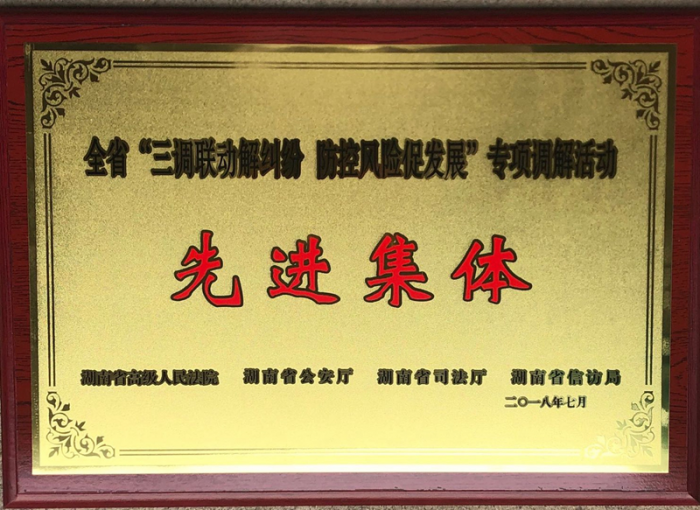 全省“三调联动解纠纷 防控风险促发展”专项调解活动
先进集体
湖南省高级人民法院 湖南省公安厅 湖南省司法厅 湖南省信访局
二〇一八年七月